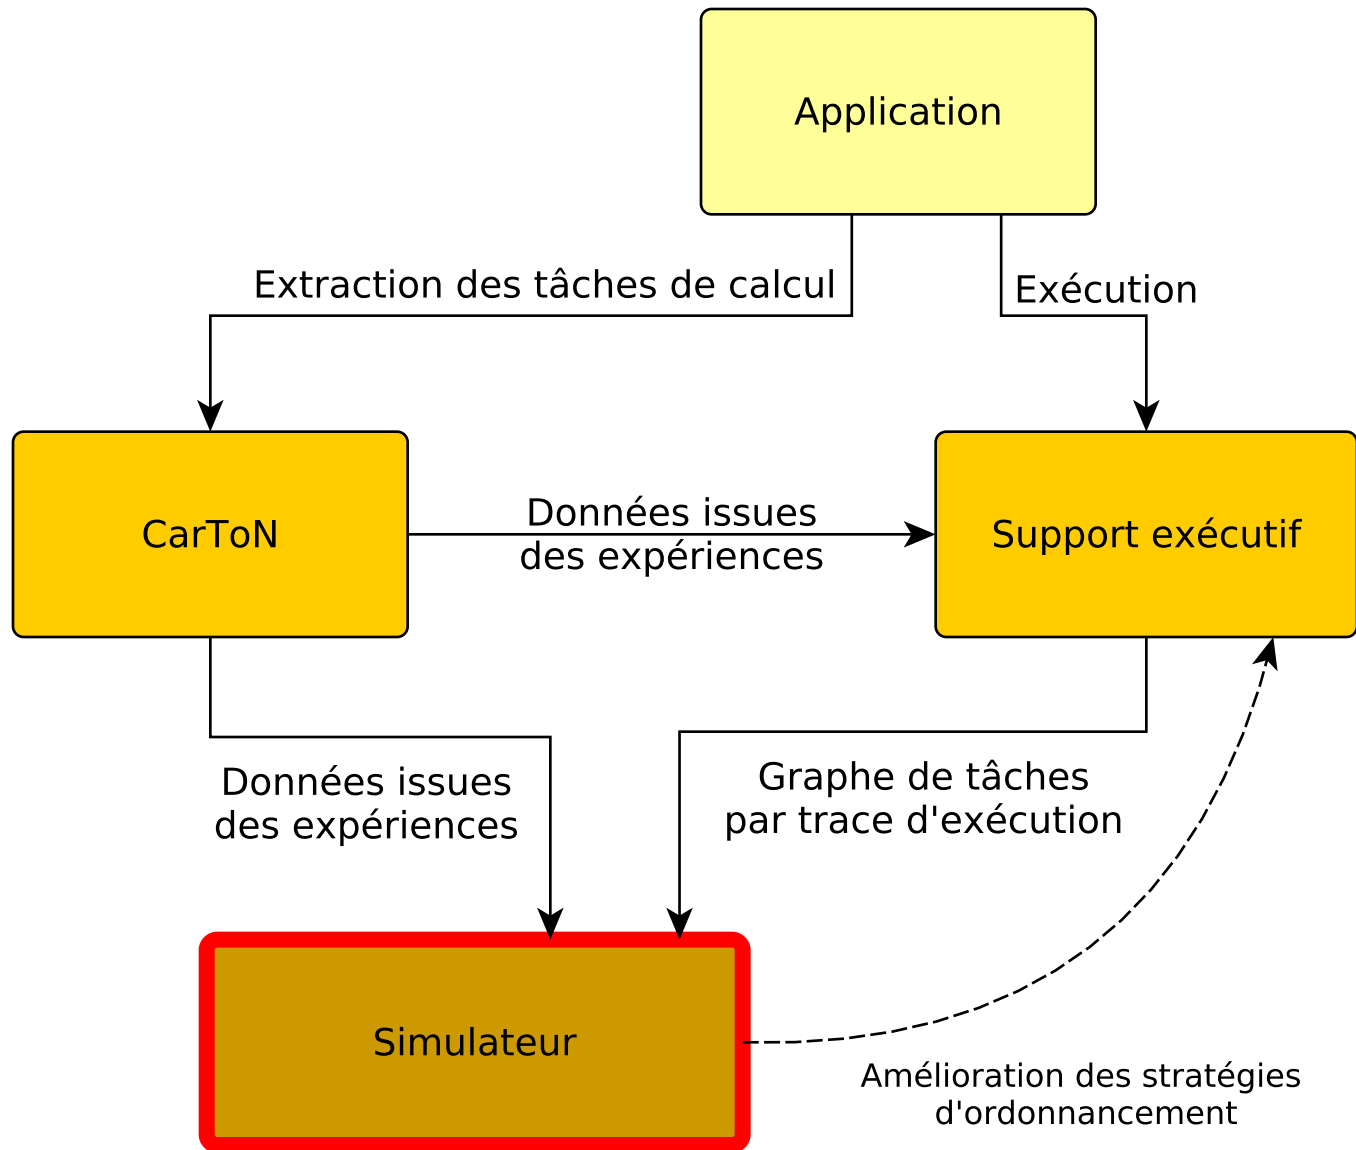 Application
Extraction des tâches de calcul
Exécution
CarToN
Données issues
des expériences
Support exécutif
Données issues
des expériences
Graphe de tâches
par trace d'exécution
Simulateur
Amélioration des stratégies
d'ordonnancement